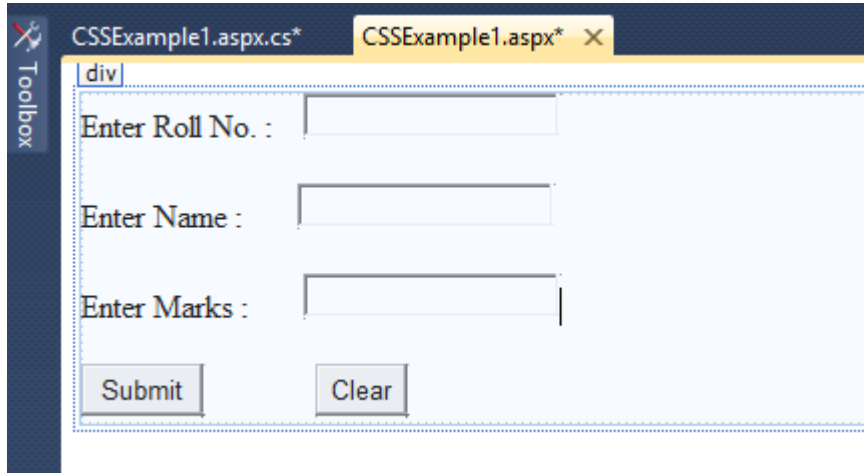 CSSExample1.aspx.cs* CSSExample1.aspx* ×
Toolbox
div
Enter Roll No. :
Enter Name :
Enter Marks :
Submit Clear